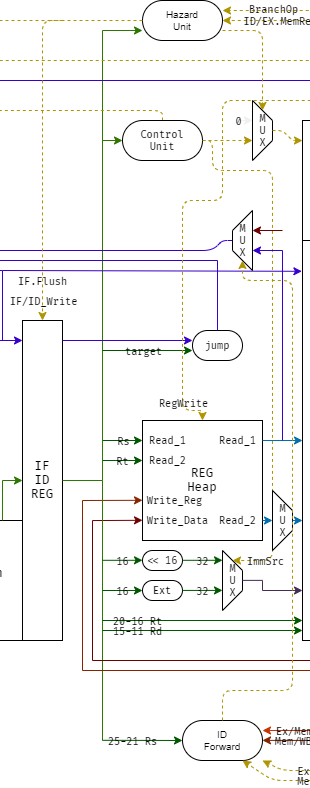 Hazard
Unit
BranchOp
ID/EX.MemRe
0
M
U
X
Control
Unit
M
U
X
IF.Flush
IF/ID_Write
jump
target
RegWrite
Rs
Read_1
Read_1
Rt
Read_2
REG
Heap
IF
ID
REG
Write_Reg
Write_Data
Read_2
M
U
X
16
<< 16
32
M
U
X
ImmSrc
16
Ext
32
20-16 Rt
15-11 Rd
25-21 Rs
ID
Forward
Ex/Mem
Mem/WB
Ex
Me